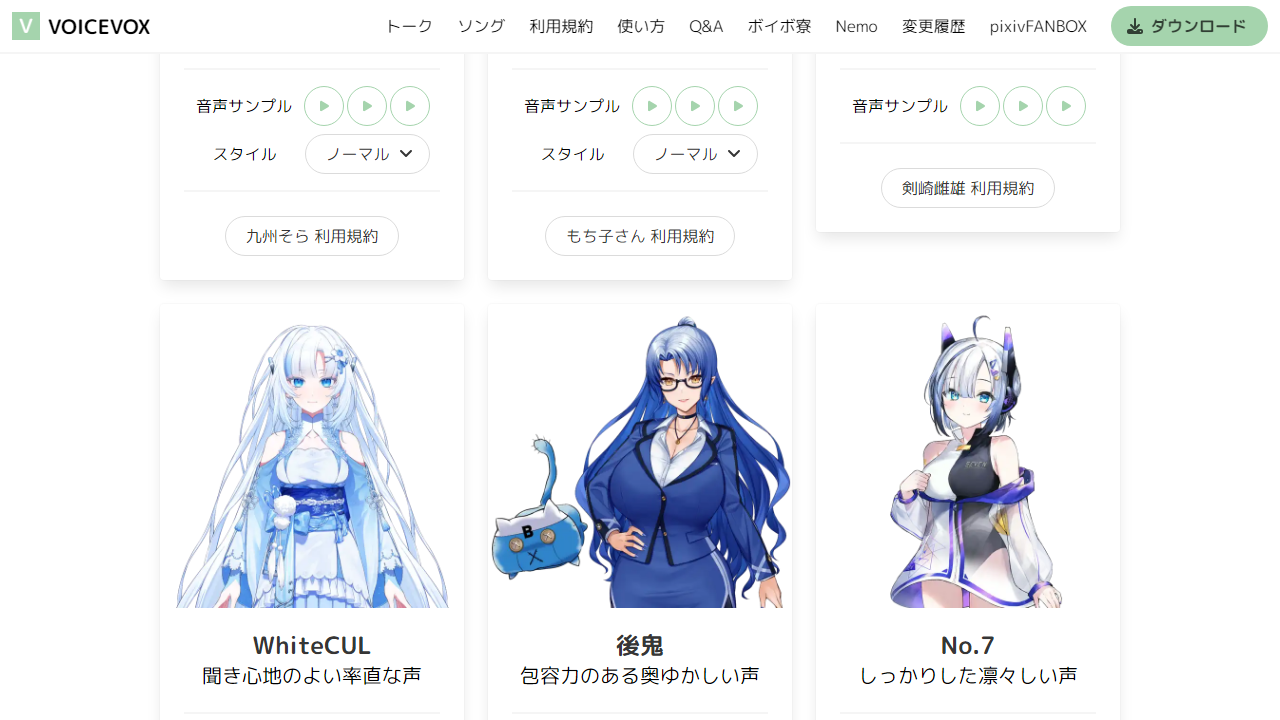 V VOICEVOX トーク ソング 利用規約 使い方 Q&A ボイボ寮 Nemo 変更履歴 pixivFANBOX ダウンロード
音声サンプル
スタイル ノーマル
九州そら 利用規約
音声サンプル
スタイル ノーマル
もち子さん 利用規約
音声サンプル
剣崎雌雄 利用規約
B
WhiteCUL
聞き心地のよい率直な声
後鬼
包容力のある奥ゆかしい声
No.7
しっかりした凛々しい声